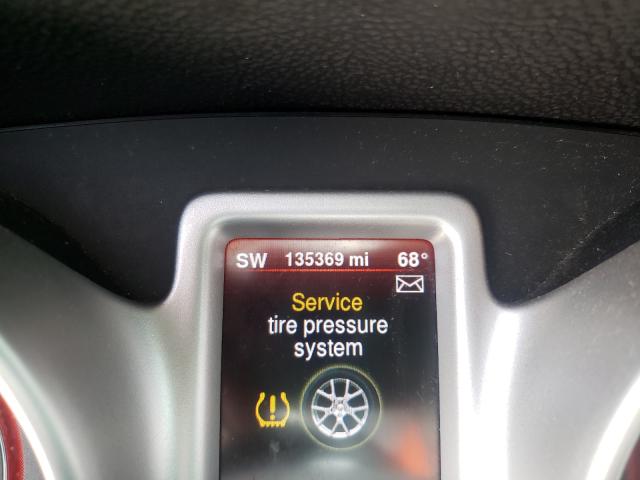 SW 135369 mi 68°
Service
tire pressure
system